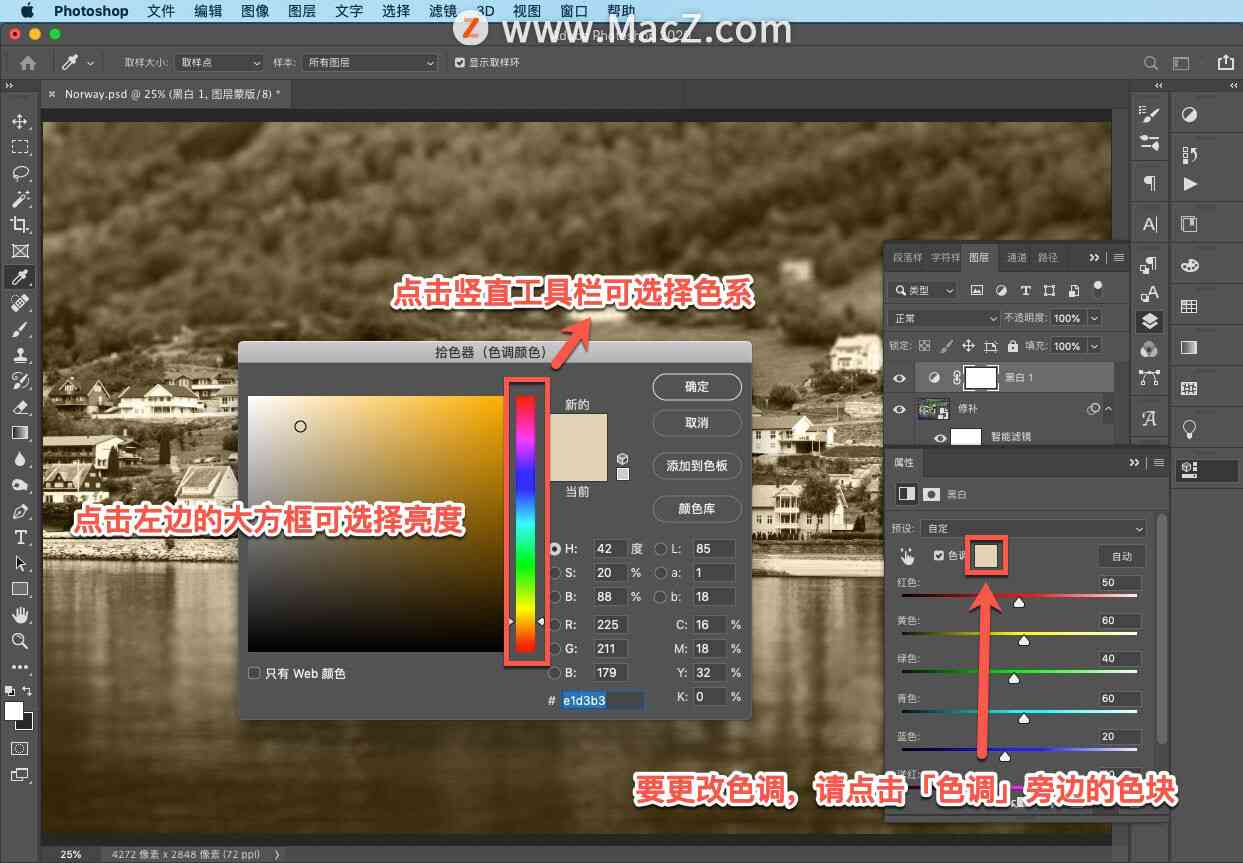 Photoshop 文件 编辑 图像 图层 文字 选择 滤镜 3D 视图 窗口 帮助
www.MacZ.com
取样大小: 取样点 样本: 所有图层 显示取样环
Norway.psd @ 25% (黑白 1, 图层蒙版/8) *
点击竖直工具栏可选择色系
段落样 字符样 图层 通道 路径
类型
正常 不透明度: 100%
锁定: 填充: 100%
黑白 1
修补
智能滤镜
拾色器（色调颜色）
新的
当前
确定
取消
添加到色板
颜色库
点击左边的大方框可选择亮度
H: 42 度 L: 85
S: 20 % a: 1
B: 88 % b: 18
R: 225 C: 16 %
G: 211 M: 18 %
B: 179 Y: 32 %
K: 0 %
只有 Web 颜色
# e1d3b3
属性
黑白
预设: 自定
自动
红色: 50
黄色: 60
绿色: 40
青色: 60
蓝色: 20
要更改色调，请点击「色调」旁边的色块
25% 4272 像素 x 2848 像素 (72 ppi)